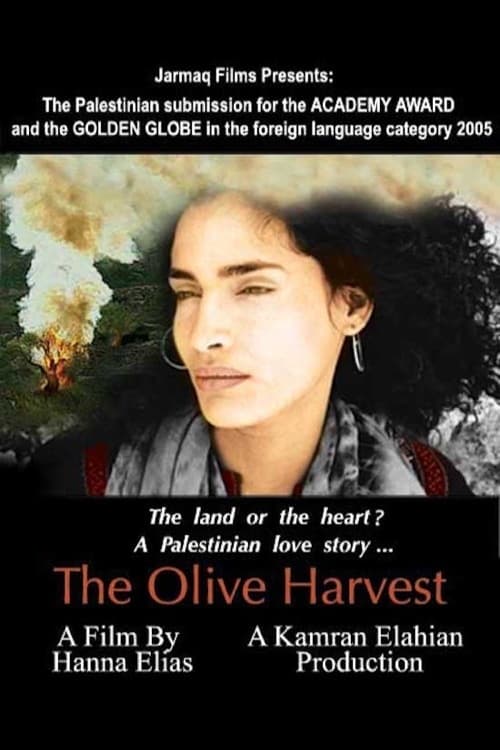 Jarmaq Films Presents:
The Palestinian submission for the ACADEMY AWARD
and the GOLDEN GLOBE in the foreign language category 2005
The land or the heart?
A Palestinian love story...
The Olive Harvest
A Film By
Hanna Elias
A Kamran Elahian
Production